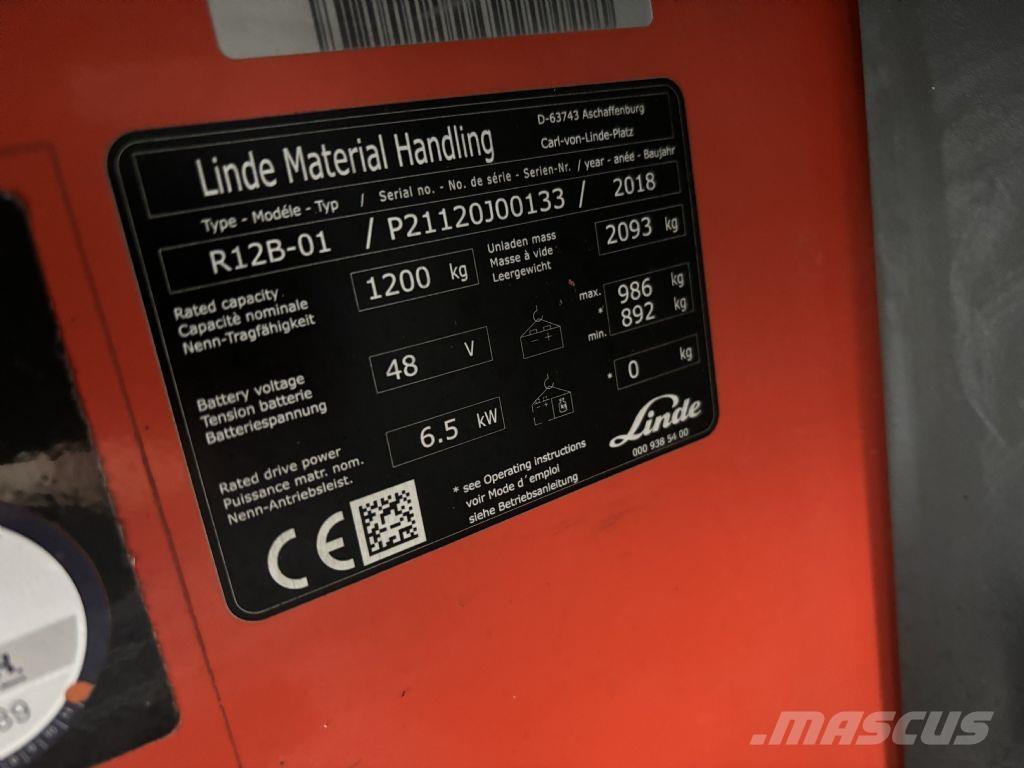 Linde Material Handling
D-63743 Aschaffenburg
Carl-von-Linde-Platz
Type - Modéle - Typ / Serial no. - No. de série - Serien-Nr. / year - anéd - Baujahr
R12B-01 / P21120J00133 / 2018
Rated capacity
Capacité nominale
Nenn-Tragfähigkeit
1200 kg
Unladen mass
Masse à vide
Leergewicht
2093 kg
Battery voltage
Tension batterie
Batteriespannung
48 V
max. 986 kg
* 892 kg
min.
* 0 kg
Rated drive power
Puissance matr. nom.
Nenn-Antriebsleist.
6.5 kW
Linde
000 938 54 00
* see Operating instructions
voir Mode d´emploi
siehe Betriebsanleitung
CE
MASCUS